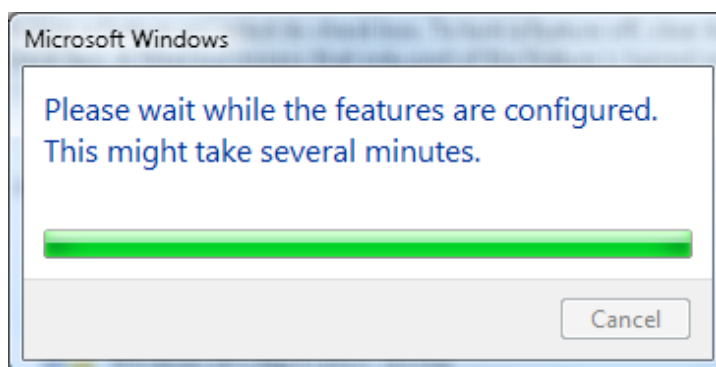 Microsoft Windows
Please wait while the features are configured.
This might take several minutes.
Cancel